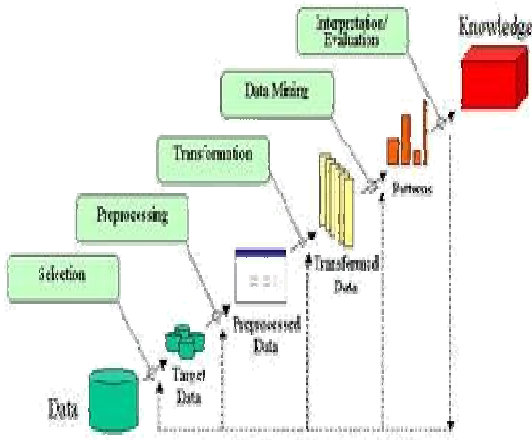 Interpretation/
Evaluation
Knowledge
Data Mining
Transformation
Patterns
Preprocessing
Transformed
Data
Selection
Preprocessed
Data
Target
Data
Data